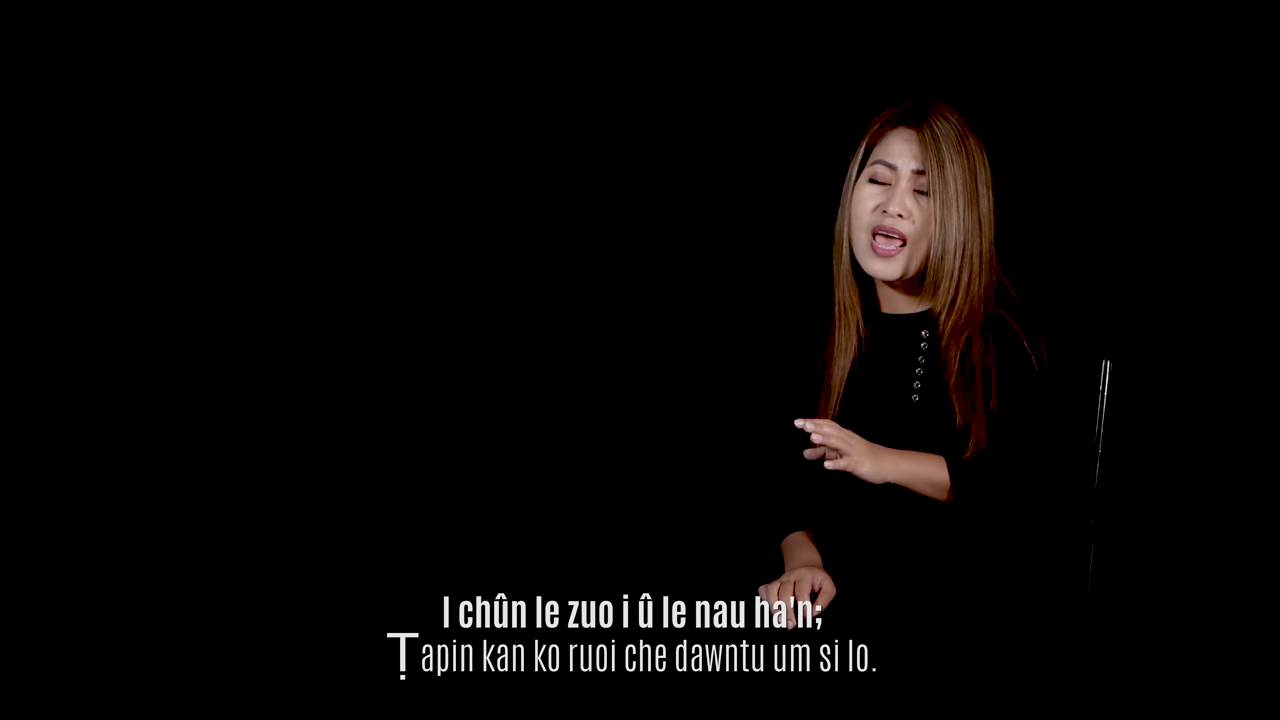 I chûn le zuo i û le nau ha'n;
Ṭapin kan ko ruoi che dawntu um si lo.